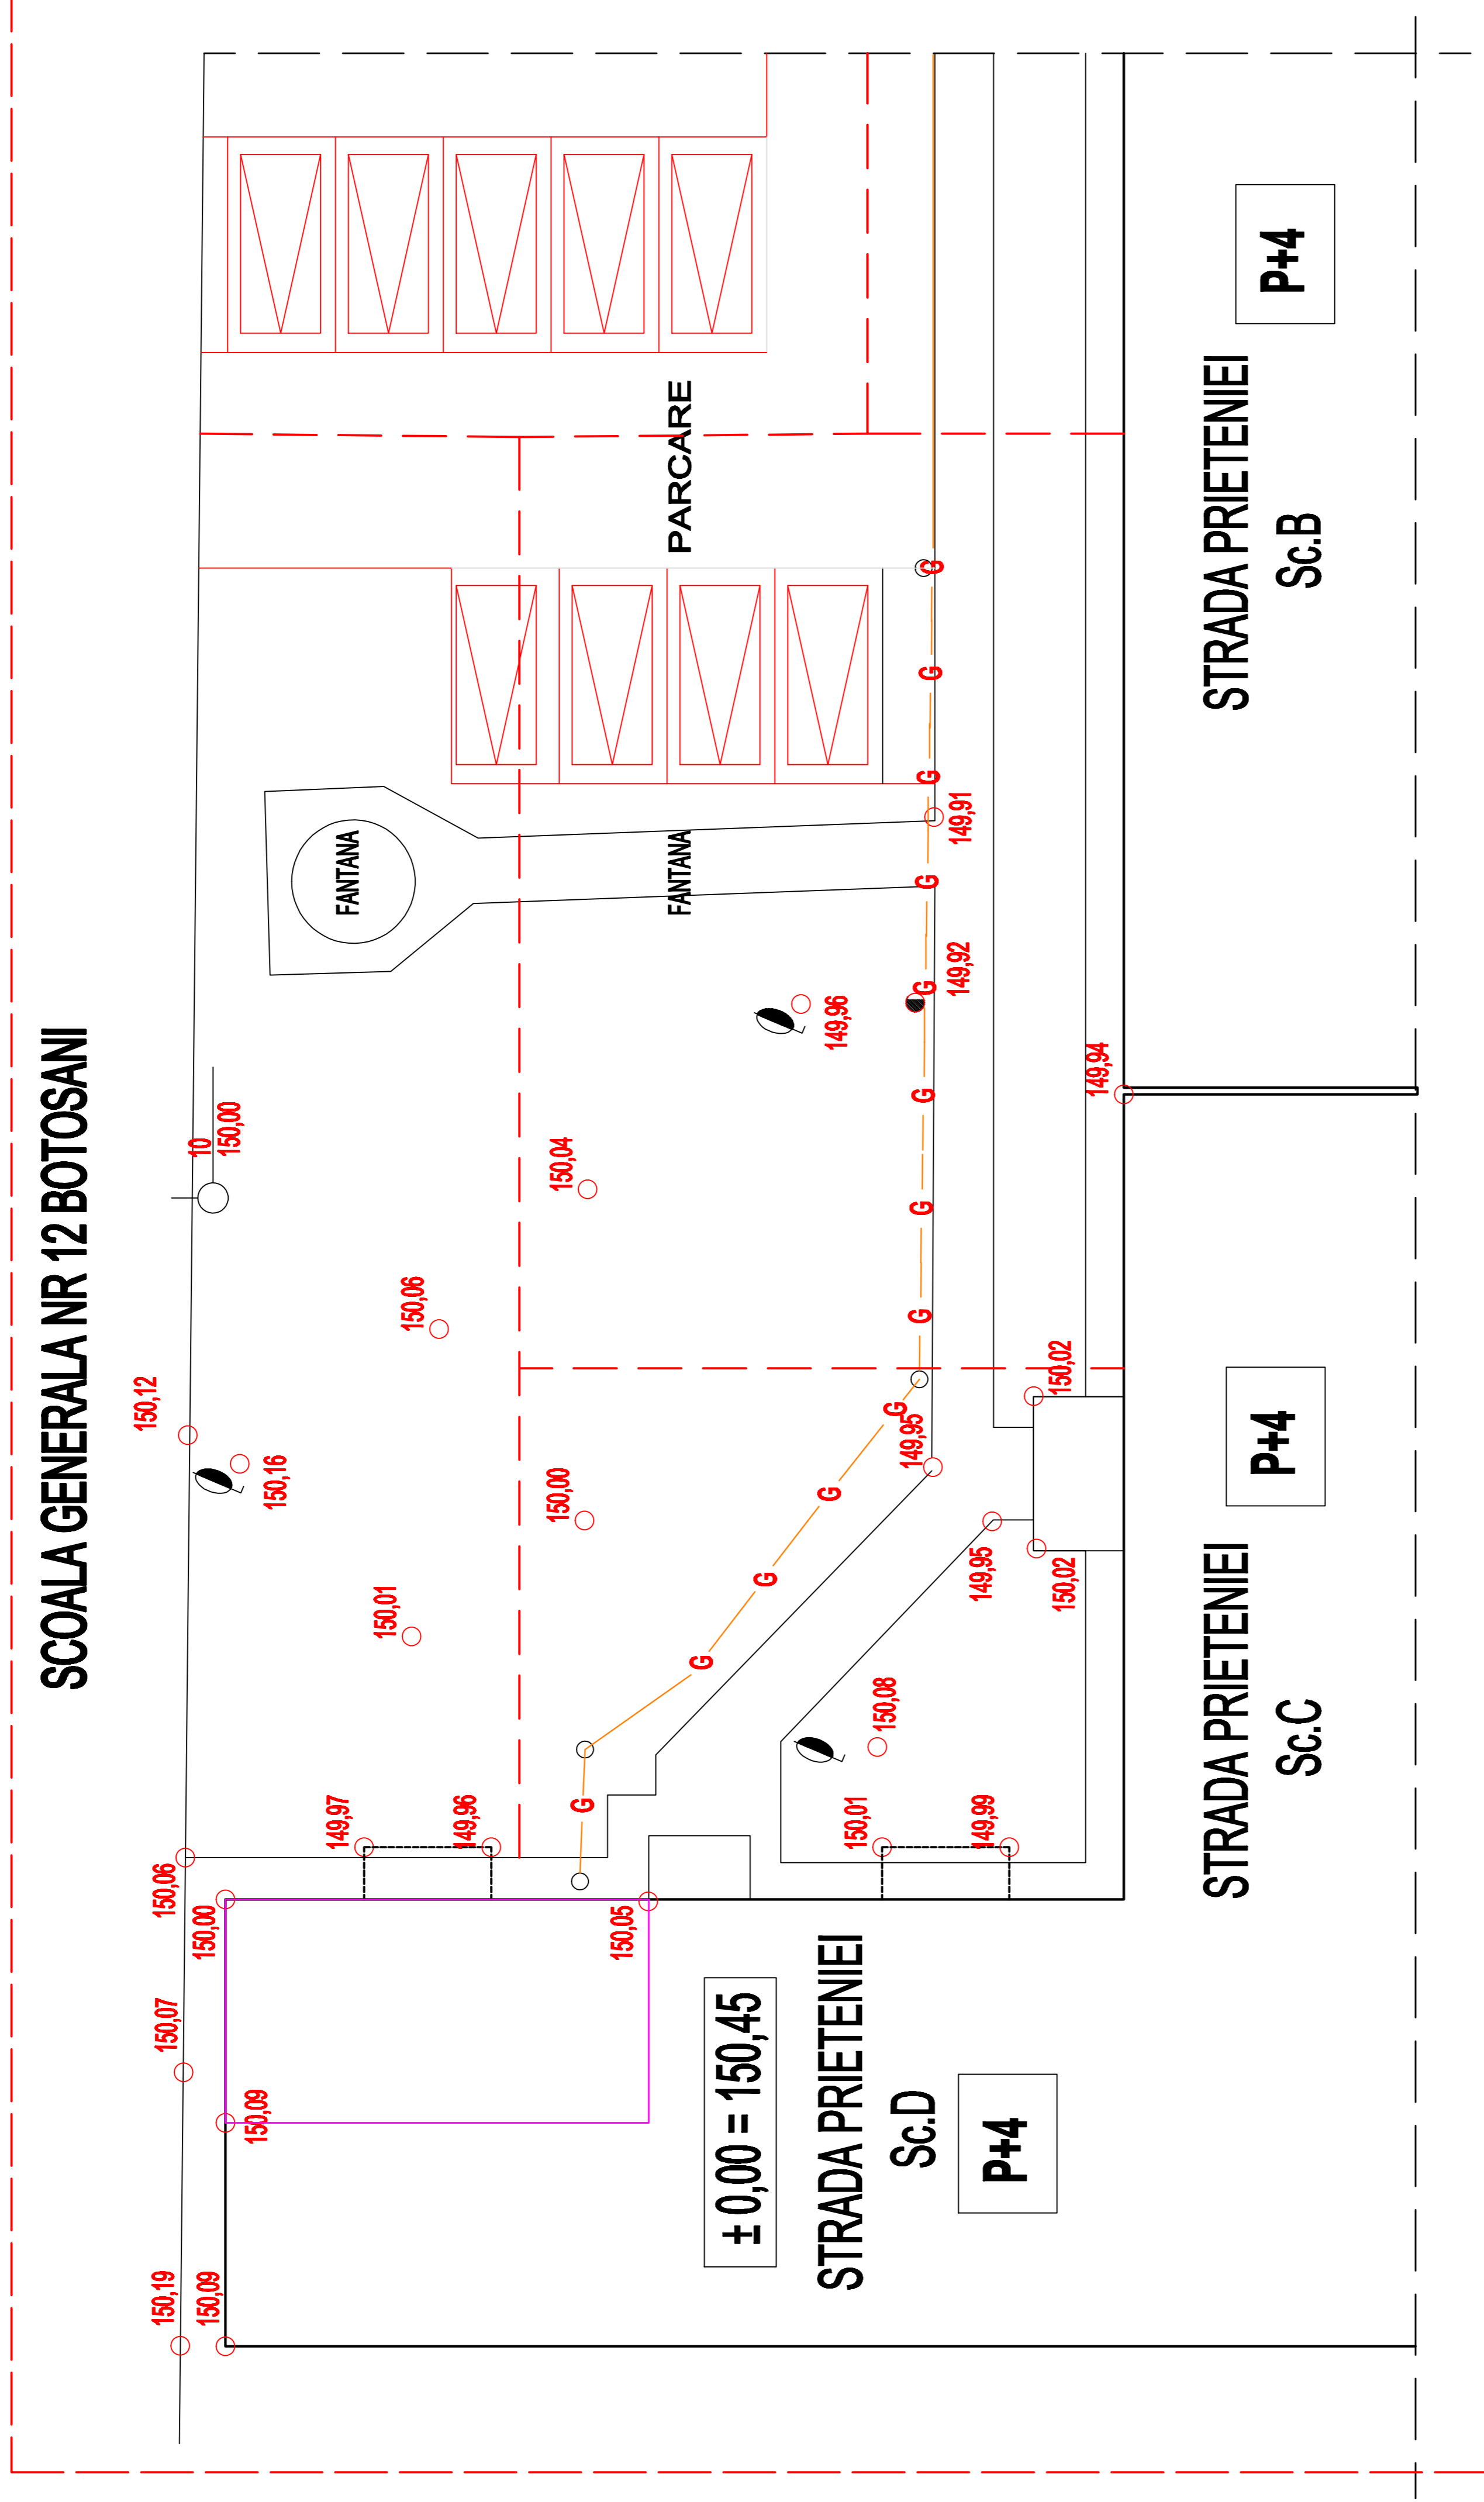 SCOALA GENERALA NR 12 BOTOSANI
150,19
150,07
150,06
150,12
10
150,00
150,09
150,00
150,16
150,09
FANTANA
149,97
150,01
150,06
149,96
150,00
150,04
150,05
FANTANA
PARCARE
± 0,00 = 150,45
149,96
STRADA PRIETENIEI
Sc.D
P+4
150,01
150,08
149,95
149,92
149,91
G
G
G
G
G
G
G
G
G
G
G
G
G
149,99
149,95
150,02
150,02
149,94
STRADA PRIETENIEI
Sc.C
P+4
STRADA PRIETENIEI
Sc.B
P+4